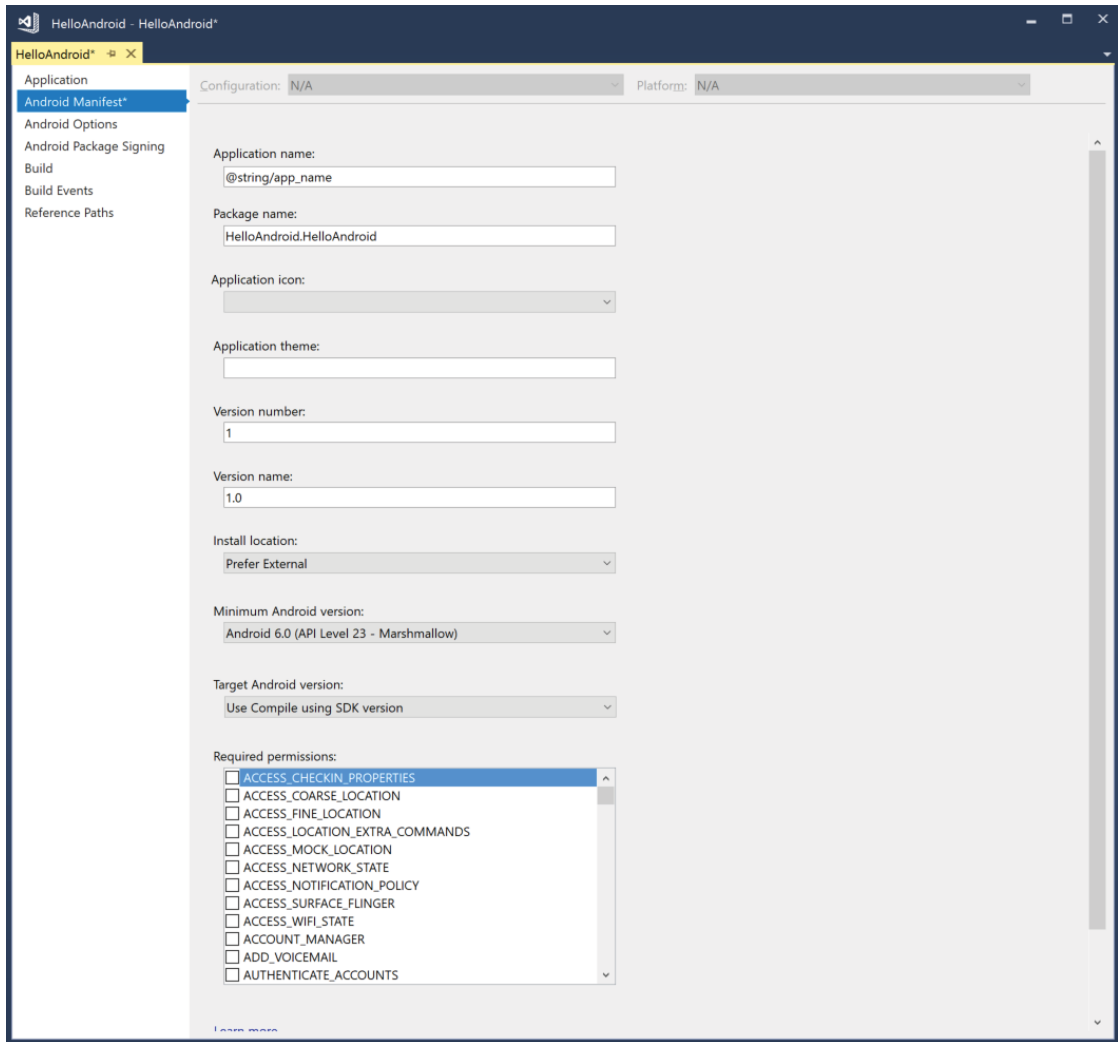 HelloAndroid - HelloAndroid*
HelloAndroid*
Application
Android Manifest*
Android Options
Android Package Signing
Build
Build Events
Reference Paths
Configuration: N/A Platform: N/A
Application name:
@string/app_name
Package name:
HelloAndroid.HelloAndroid
Application icon:
Application theme:
Version number:
1
Version name:
1.0
Install location:
Prefer External
Minimum Android version:
Android 6.0 (API Level 23 - Marshmallow)
Target Android version:
Use Compile using SDK version
Required permissions:
ACCESS_CHECKIN_PROPERTIES
ACCESS_COARSE_LOCATION
ACCESS_FINE_LOCATION
ACCESS_LOCATION_EXTRA_COMMANDS
ACCESS_MOCK_LOCATION
ACCESS_NETWORK_STATE
ACCESS_NOTIFICATION_POLICY
ACCESS_SURFACE_FLINGER
ACCESS_WIFI_STATE
ACCOUNT_MANAGER
ADD_VOICEMAIL
AUTHENTICATE_ACCOUNTS
Learn more